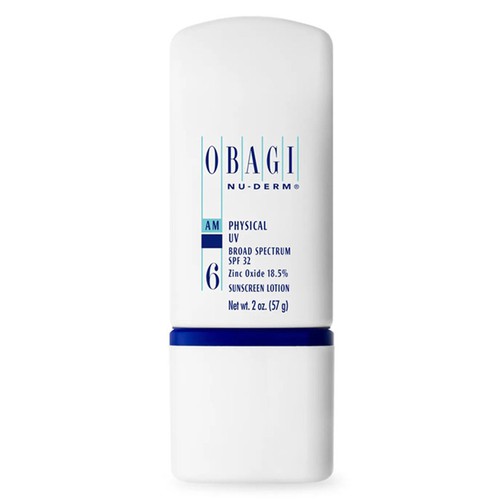 OBAGI
NU-DERM®
AM
PHYSICAL
UV
BROAD SPECTRUM
SPF 32
Zinc Oxide 18.5%
6
SUNSCREEN LOTION
Net wt. 2 oz. (57 g)